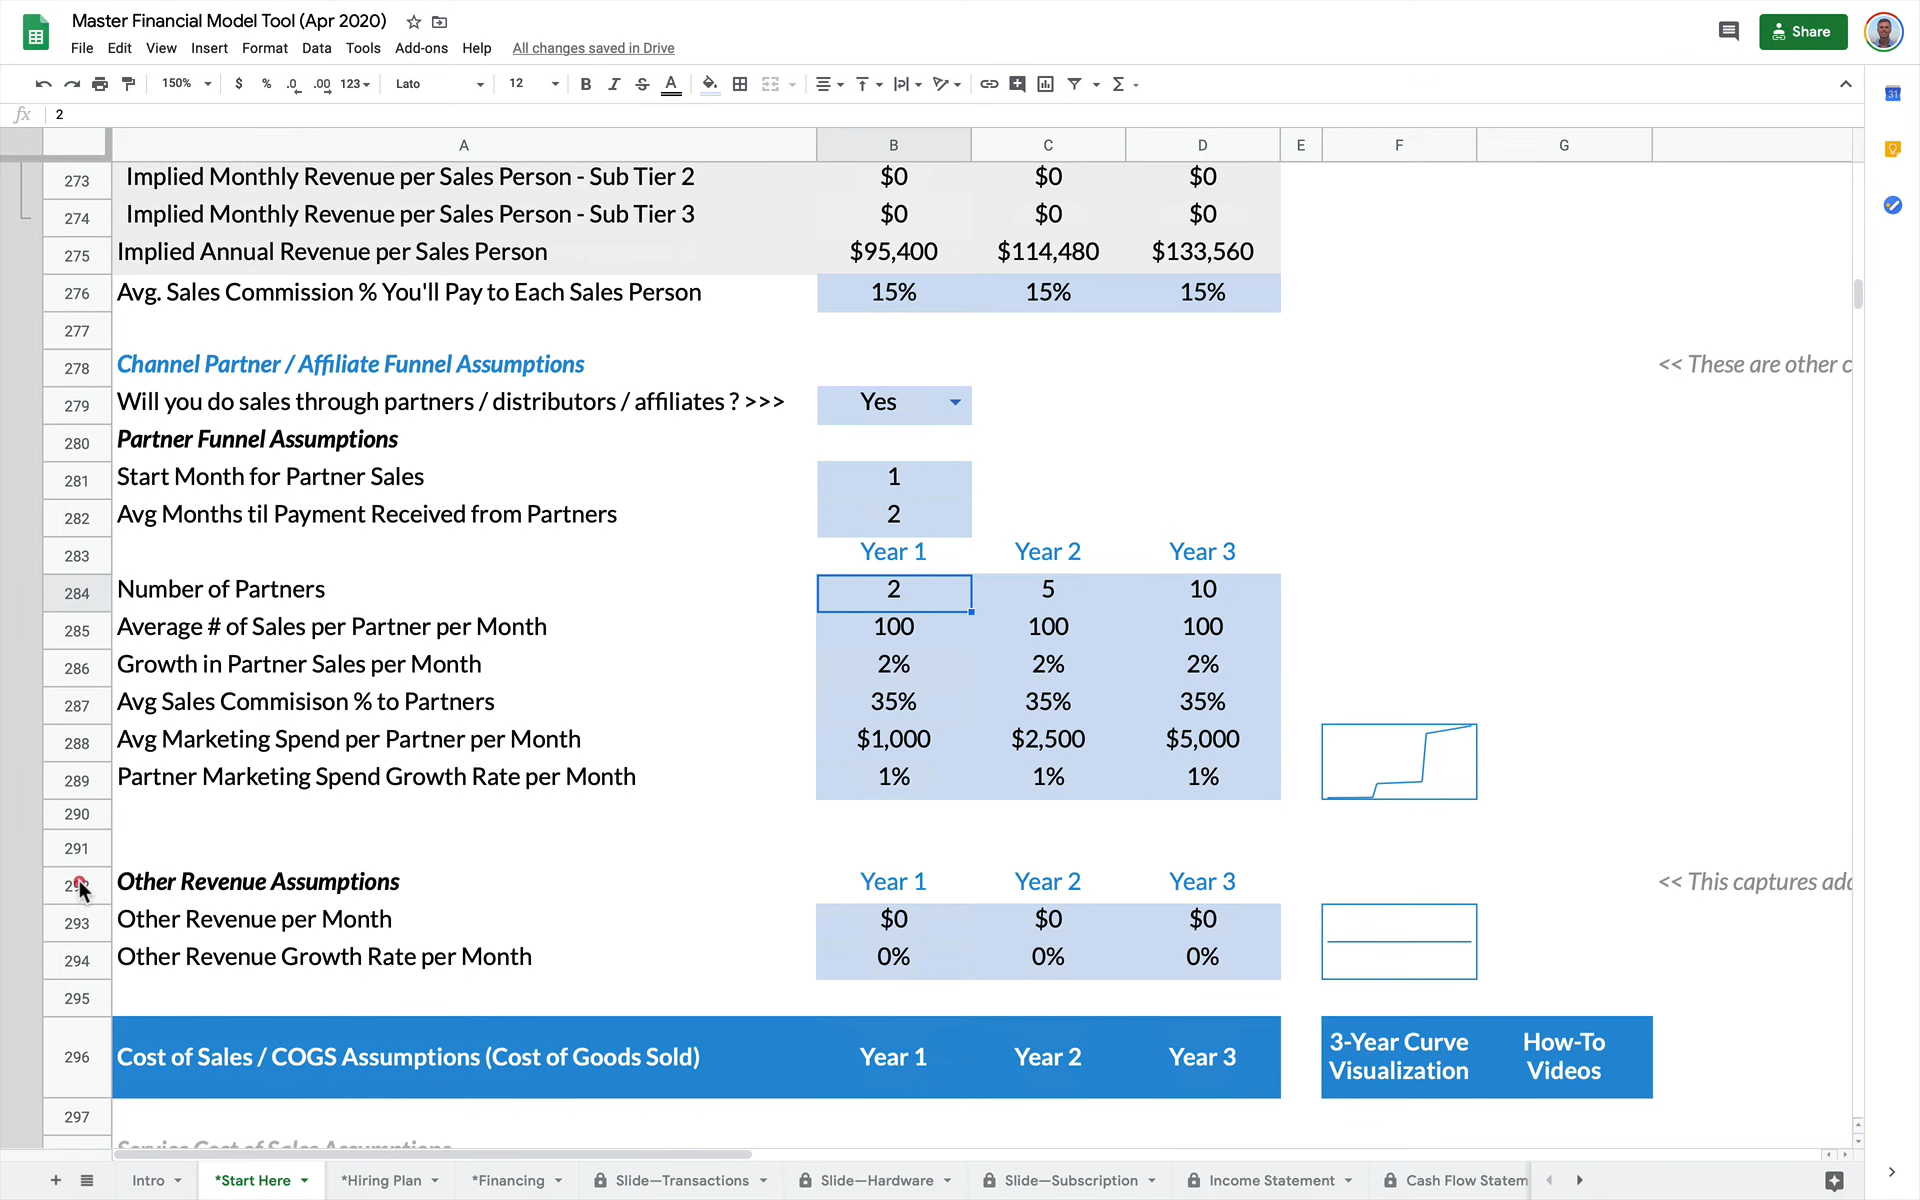 Master Financial Model Tool (Apr 2020)
File Edit View Insert Format Data Tools Add-ons Help All changes saved in Drive
Share
150% $ % .0 .00 123 Lato 12 B I S A
31
fx 2
A B C D E F G
273 Implied Monthly Revenue per Sales Person - Sub Tier 2 $0 $0 $0
274 Implied Monthly Revenue per Sales Person - Sub Tier 3 $0 $0 $0
275 Implied Annual Revenue per Sales Person $95,400 $114,480 $133,560
276 Avg. Sales Commission % You'll Pay to Each Sales Person 15% 15% 15%
277
278 Channel Partner / Affiliate Funnel Assumptions << These are other c
279 Will you do sales through partners / distributors / affiliates ? >>> Yes
280 Partner Funnel Assumptions
281 Start Month for Partner Sales 1
282 Avg Months til Payment Received from Partners 2
283 Year 1 Year 2 Year 3
284 Number of Partners 2 5 10
285 Average # of Sales per Partner per Month 100 100 100
286 Growth in Partner Sales per Month 2% 2% 2%
287 Avg Sales Commisison % to Partners 35% 35% 35%
288 Avg Marketing Spend per Partner per Month $1,000 $2,500 $5,000
289 Partner Marketing Spend Growth Rate per Month 1% 1% 1%
290
291
Other Revenue Assumptions Year 1 Year 2 Year 3 << This captures add
293 Other Revenue per Month $0 $0 $0
294 Other Revenue Growth Rate per Month 0% 0% 0%
295
296 Cost of Sales / COGS Assumptions (Cost of Goods Sold) Year 1 Year 2 Year 3 3-Year Curve Visualization How-To Videos
297
Service Cost of Sales Assumptions
Intro *Start Here *Hiring Plan *Financing Slide—Transactions Slide—Hardware Slide—Subscription Income Statement Cash Flow Statem